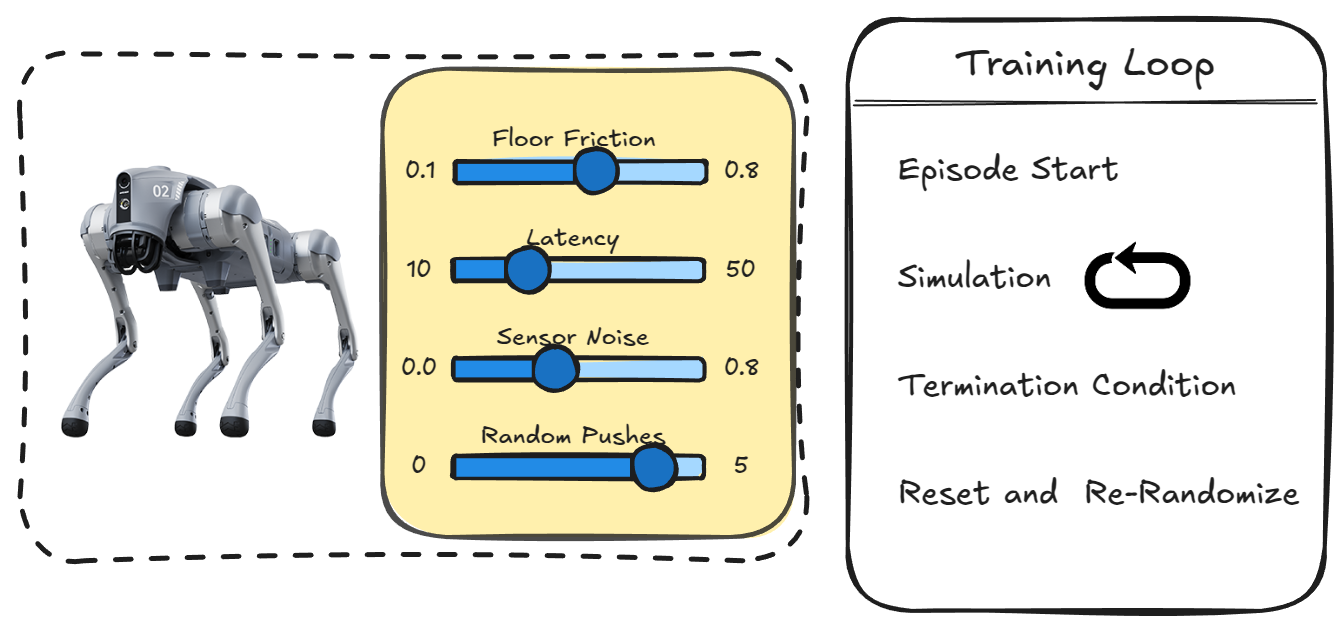 02
Floor Friction
0.1 0.8
Latency
10 50
Sensor Noise
0.0 0.8
Random Pushes
0 5
Training Loop
Episode Start
Simulation
Termination Condition
Reset and Re-Randomize